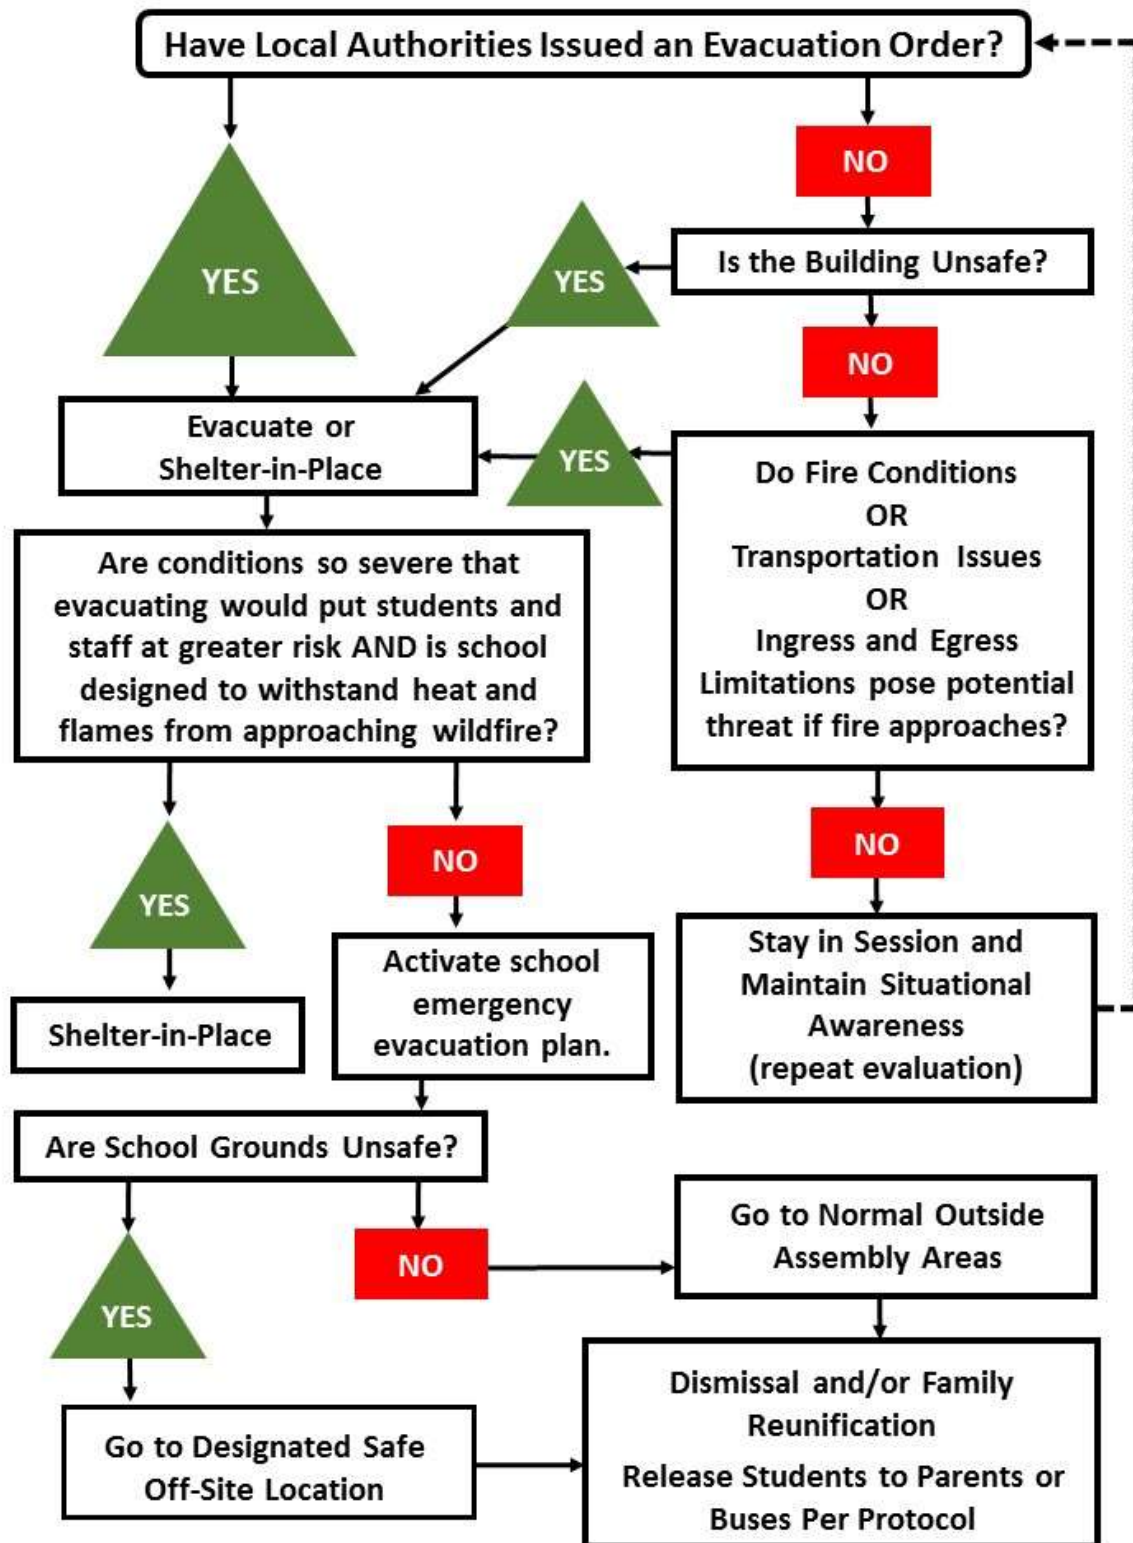 Have Local Authorities Issued an Evacuation Order?
NO
YES
Is the Building Unsafe?
YES
NO
Evacuate or
Shelter-in-Place
YES
Do Fire Conditions
OR
Transportation Issues
OR
Ingress and Egress
Limitations pose potential
threat if fire approaches?
Are conditions so severe that
evacuating would put students and
staff at greater risk AND is school
designed to withstand heat and
flames from approaching wildfire?
YES
NO
NO
Shelter-in-Place
Activate school
emergency
evacuation plan.
Stay in Session and
Maintain Situational
Awareness
(repeat evaluation)
Are School Grounds Unsafe?
YES
NO
Go to Normal Outside
Assembly Areas
Go to Designated Safe
Off-Site Location
Dismissal and/or Family
Reunification
Release Students to Parents or
Buses Per Protocol